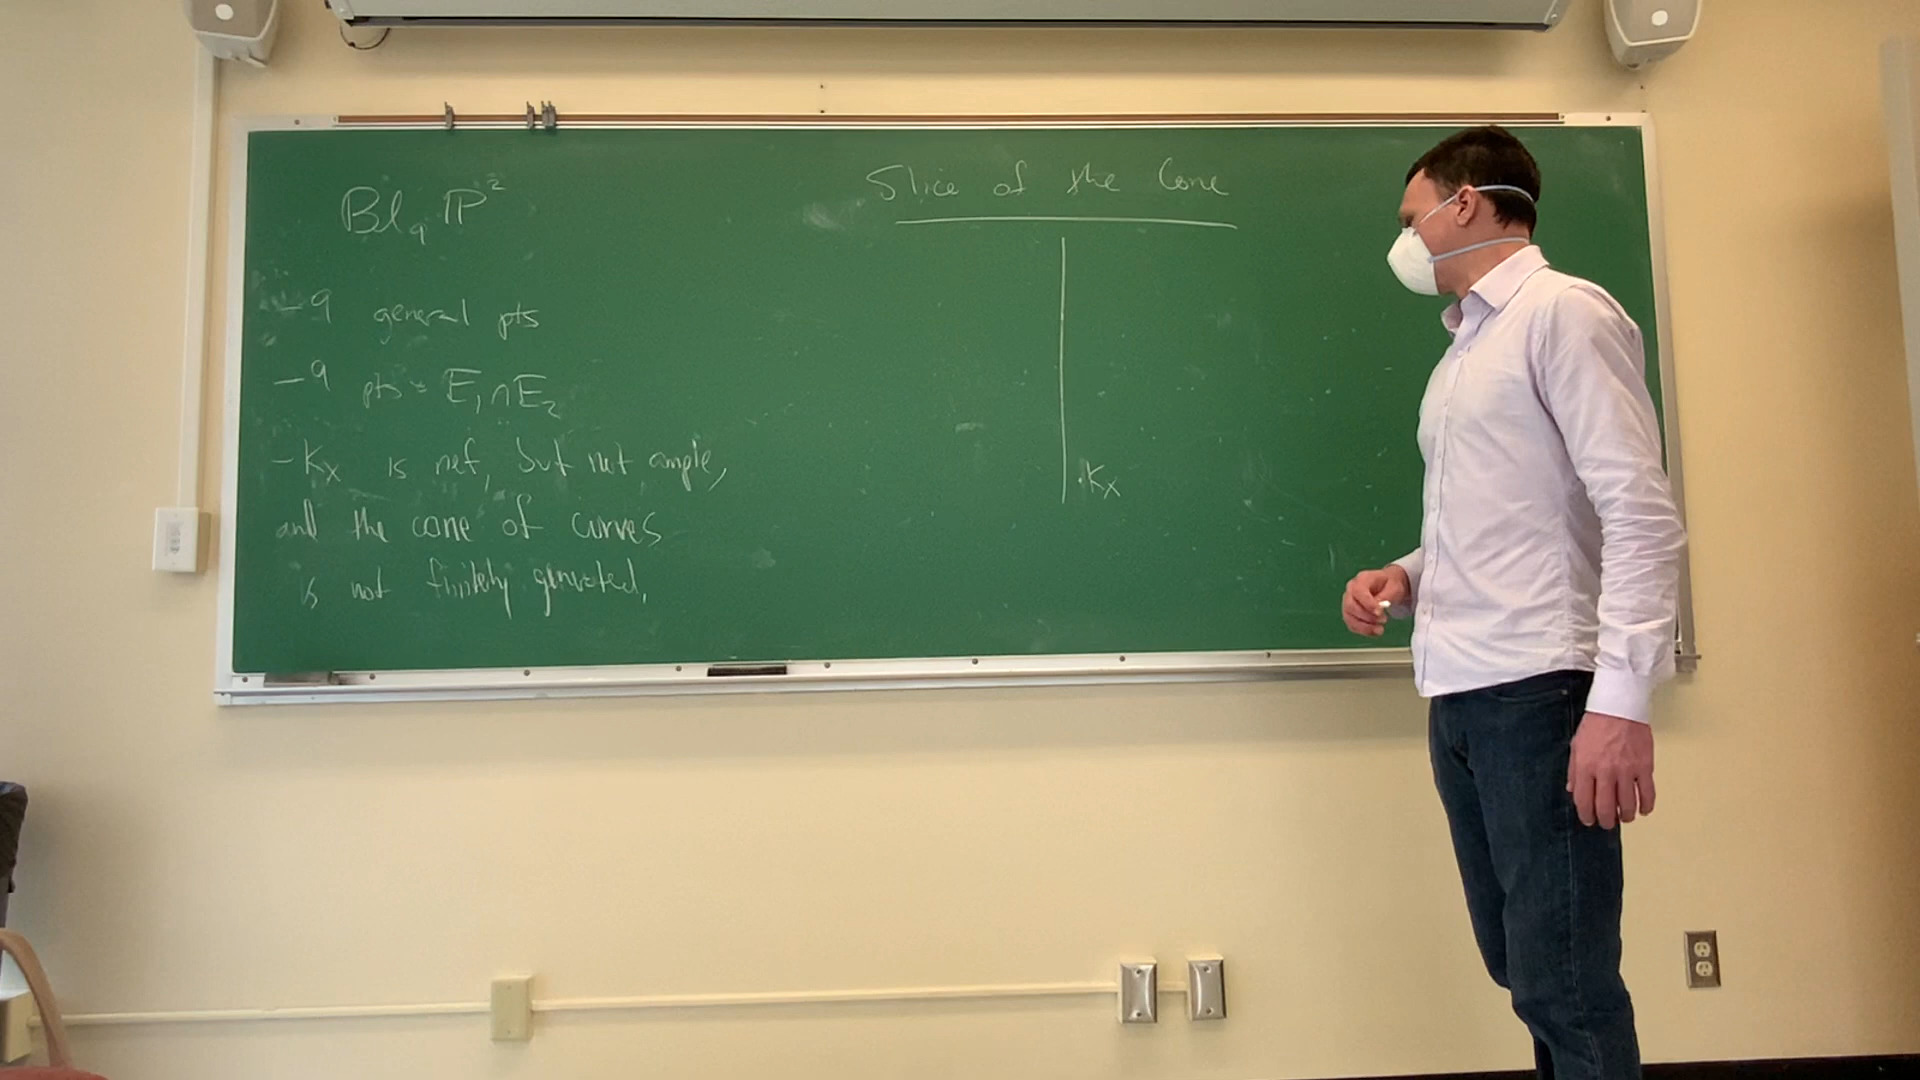 Bl₉ ℙ²
- 9 general pts
- 9 pts = E₁∩E₂
-Kₓ is nef, but not ample,
and the cone of curves
is not finitely generated.
Slice of the Cone
·Kₓ